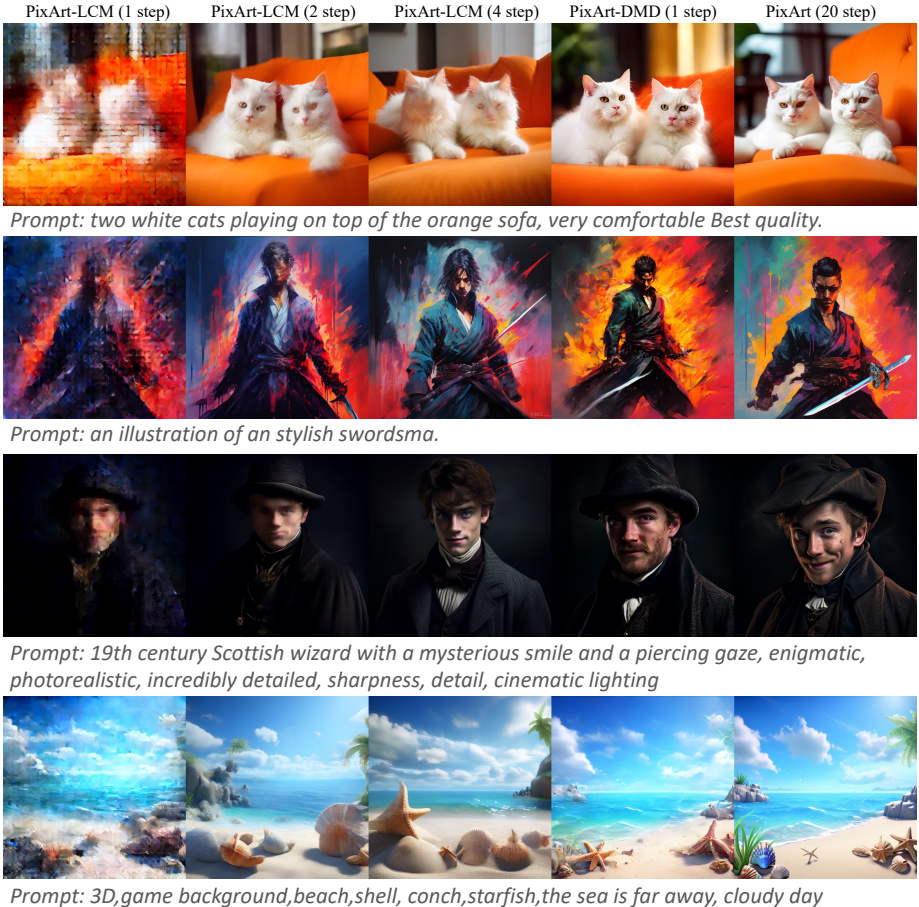 PixArt-LCM (1 step) PixArt-LCM (2 step) PixArt-LCM (4 step) PixArt-DMD (1 step) PixArt (20 step)
Prompt: two white cats playing on top of the orange sofa, very comfortable Best quality.
Prompt: an illustration of an stylish swordsma.
Prompt: 19th century Scottish wizard with a mysterious smile and a piercing gaze, enigmatic,
photorealistic, incredibly detailed, sharpness, detail, cinematic lighting
Prompt: 3D,game background,beach,shell, conch,starfish,the sea is far away, cloudy day